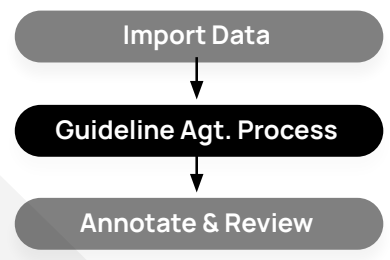 Import Data
Guideline Agt. Process
Annotate & Review